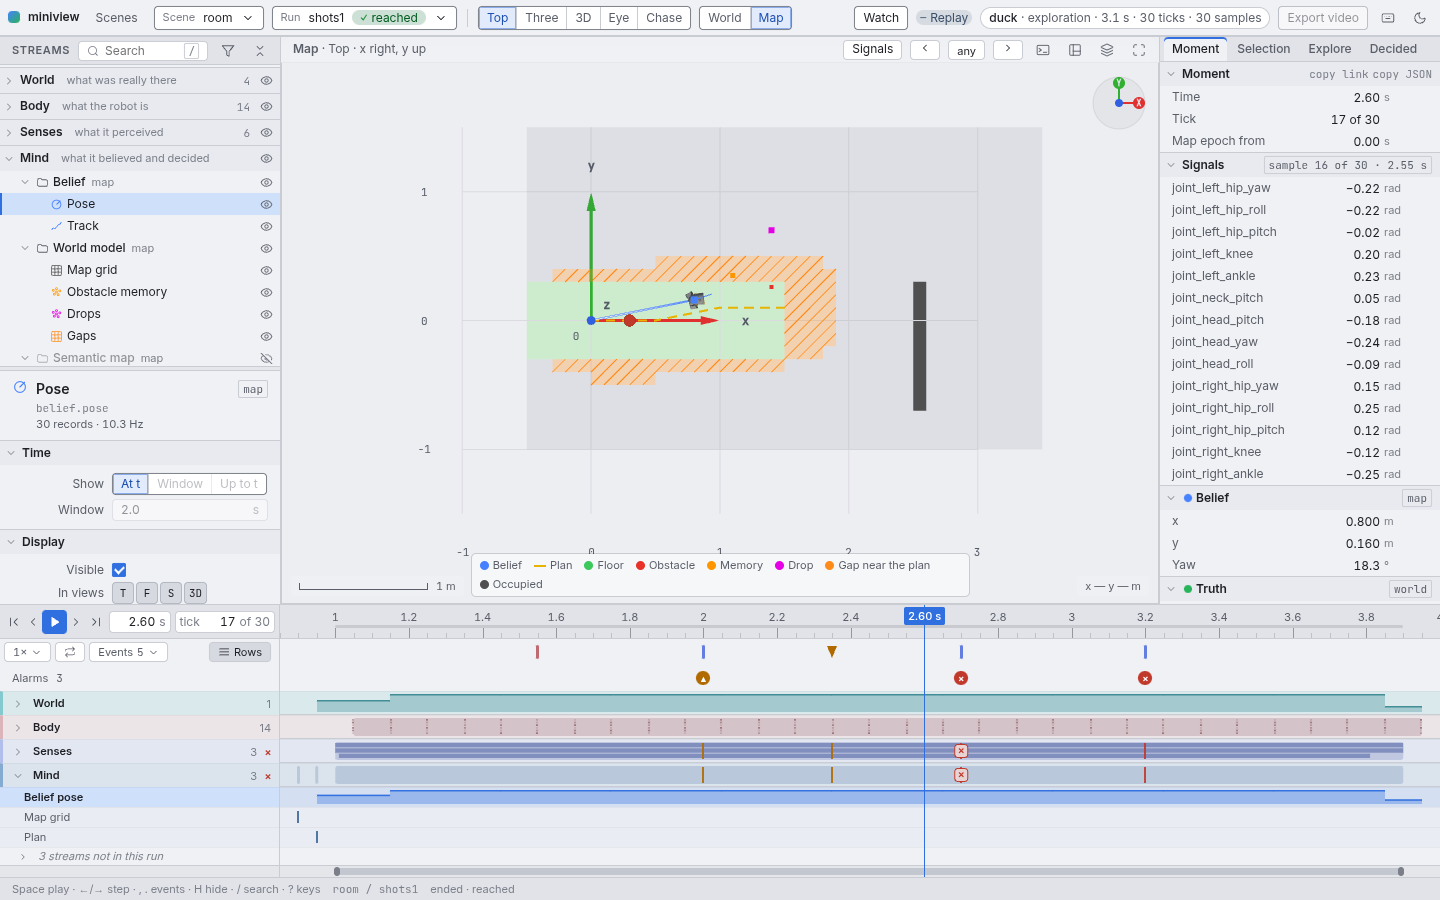 miniview Scenes Scene room Run shots1 ✓ reached Top Three 3D Eye Chase World Map Watch Replay duck · exploration · 3.1 s · 30 ticks · 30 samples Export video
STREAMS Search /
World what was really there 4
Body what the robot is 14
Senses what it perceived 6
Mind what it believed and decided
Belief map
Pose
Track
World model map
Map grid
Obstacle memory
Drops
Gaps
Semantic map map
Pose map
belief.pose
30 records · 10.3 Hz
Time
Show At t Window Up to t
Window 2.0 s
Display
Visible
In views T F S 3D
Map · Top · x right, y up Signals any
Y
X
y
1
z
0
x
0
-1
-1 0 1 2 3
1 m
Belief Plan Floor Obstacle Memory Drop Gap near the plan
Occupied
x — y — m
Moment Selection Explore Decided
Moment copy link copy JSON
Time 2.60 s
Tick 17 of 30
Map epoch from 0.00 s
Signals sample 16 of 30 · 2.55 s
joint_left_hip_yaw −0.22 rad
joint_left_hip_roll −0.22 rad
joint_left_hip_pitch −0.02 rad
joint_left_knee 0.20 rad
joint_left_ankle 0.23 rad
joint_neck_pitch 0.05 rad
joint_head_pitch −0.18 rad
joint_head_yaw −0.24 rad
joint_head_roll −0.09 rad
joint_right_hip_yaw 0.15 rad
joint_right_hip_roll 0.25 rad
joint_right_hip_pitch 0.12 rad
joint_right_knee −0.12 rad
joint_right_ankle −0.25 rad
Belief map
x 0.800 m
y 0.160 m
Yaw 18.3 °
Truth world
2.60 s tick 17 of 30 1 1.2 1.4 1.6 1.8 2 2.2 2.4 2.60 s 2.8 3 3.2 3.4 3.6 3.8
1× Events 5 Rows
Alarms 3
World 1
Body 14
Senses 3 ×
Mind 3 ×
Belief pose
Map grid
Plan
3 streams not in this run
Space play · ←/→ step · , . events · H hide · / search · ? keys room / shots1 ended · reached